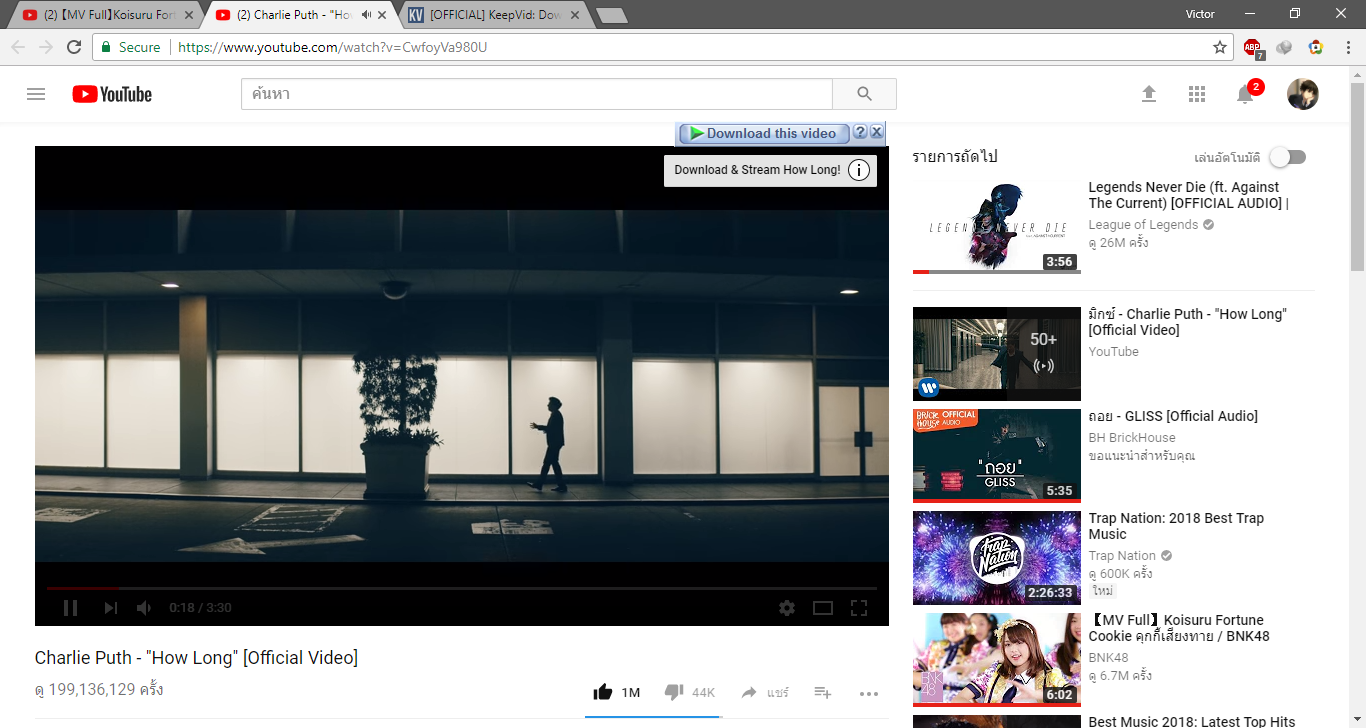 (2) 【MV Full】Koisuru Fort
(2) Charlie Puth - "Hov
[OFFICIAL] KeepVid: Dow
Victor
Secure
https://www.youtube.com/watch?v=CwfoyVa980U
ABP
7
YouTube
ค้นหา
2
Download this video
Download & Stream How Long!
0:18 / 3:30
Charlie Puth - "How Long" [Official Video]
ดู 199,136,129 ครั้ง
1M
44K
แชร์
รายการถัดไป
เล่นอัตโนมัติ
LEGENDS NEVER DIE
3:56
Legends Never Die (ft. Against
The Current) [OFFICIAL AUDIO] |
League of Legends
ดู 26M ครั้ง
50+
มิกซ์ - Charlie Puth - "How Long"
[Official Video]
YouTube
BRICK HOUSE
OFFICIAL AUDIO
"ถอย"
GLISS
5:35
ถอย - GLISS [Official Audio]
BH BrickHouse
ขอแนะนำสำหรับคุณ
Trap Nation
2:26:33
Trap Nation: 2018 Best Trap
Music
Trap Nation
ดู 600K ครั้ง
ใหม่
BNK
48
6:02
【MV Full】Koisuru Fortune
Cookie คุกกี้เสี่ยงทาย / BNK48
BNK48
ดู 6.7M ครั้ง
Best Music 2018: Latest Top Hits